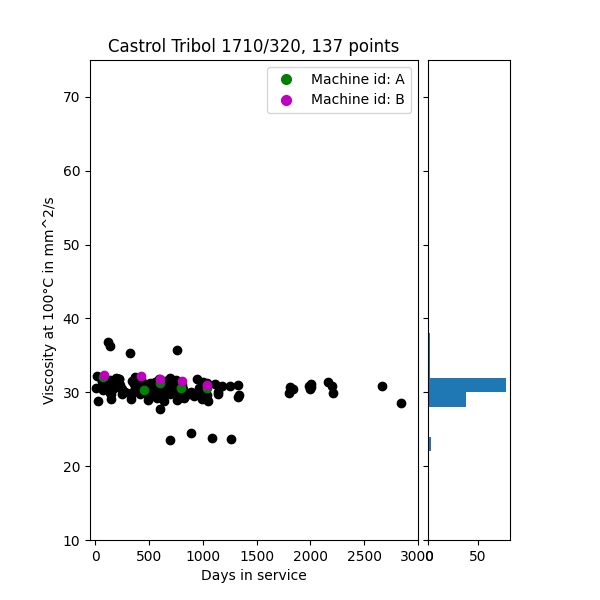 Castrol Tribol 1710/320, 137 points
Machine id: A
Machine id: B
Viscosity at 100°C in mm^2/s
70
60
50
40
30
20
10
0 500 1000 1500 2000 2500 3000
0 50
Days in service